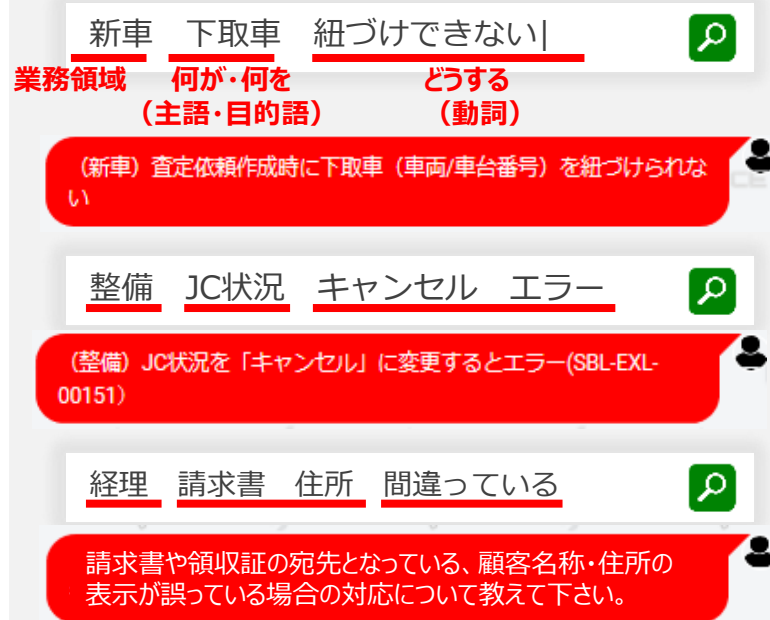 新車　下取車　紐づけできない|
業務領域　何が・何を　どうする
（主語・目的語）　（動詞）
（新車）査定依頼作成時に下取車（車両/車台番号）を紐づけられな
い
整備　JC状況　キャンセル　エラー
（整備）JC状況を「キャンセル」に変更するとエラー(SBL-EXL-
00151）
経理　請求書　住所　間違っている
請求書や領収証の宛先となっている、顧客名称・住所の
表示が誤っている場合の対応について教えて下さい。